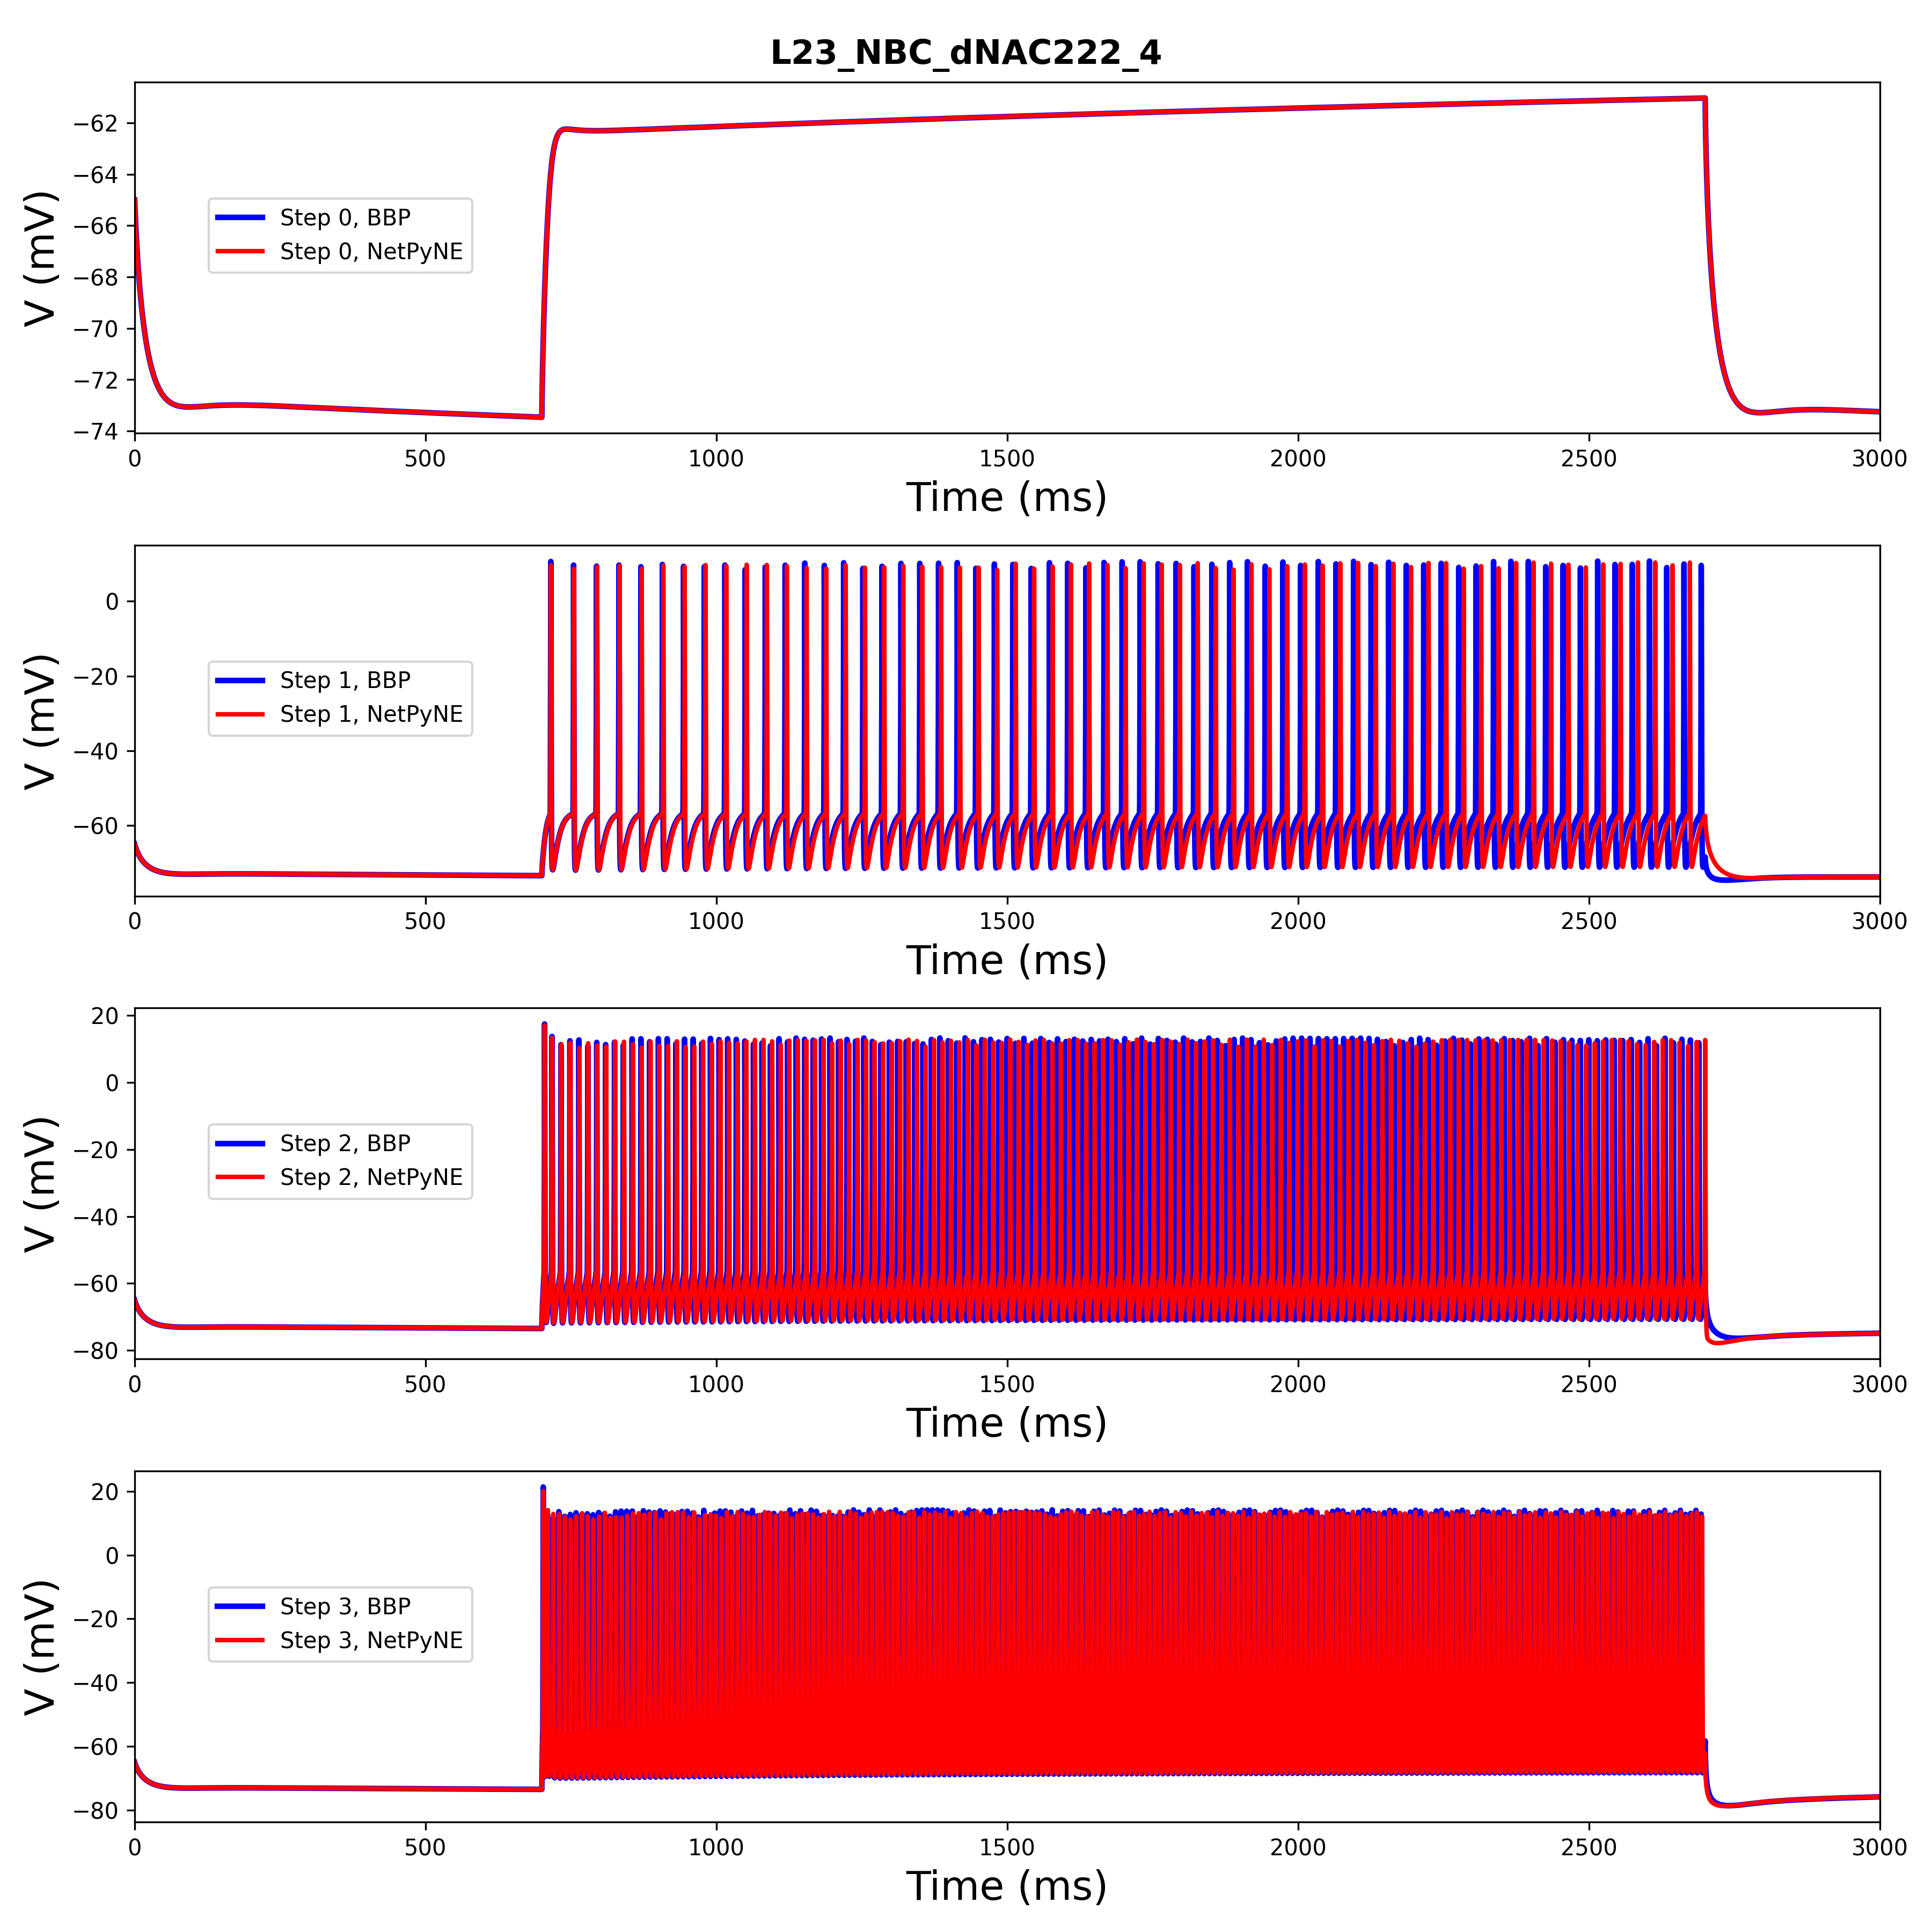 L23_NBC_dNAC222_4
−62
−64
−66
−68
−70
−72
−74
V (mV)
Step 0, BBP
Step 0, NetPyNE
0 500 1000 1500 2000 2500 3000
Time (ms)
0
−20
−40
−60
V (mV)
Step 1, BBP
Step 1, NetPyNE
0 500 1000 1500 2000 2500 3000
Time (ms)
20
0
−20
−40
−60
−80
V (mV)
Step 2, BBP
Step 2, NetPyNE
0 500 1000 1500 2000 2500 3000
Time (ms)
20
0
−20
−40
−60
−80
V (mV)
Step 3, BBP
Step 3, NetPyNE
0 500 1000 1500 2000 2500 3000
Time (ms)